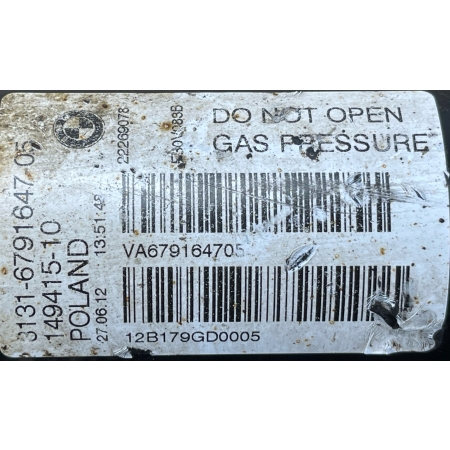 DO NOT OPEN
GAS PRESSURE
3131-6791647.05
149415-10
POLAND
27.06.12 13:51:48
22269078
VA679164705
12B179GD0005